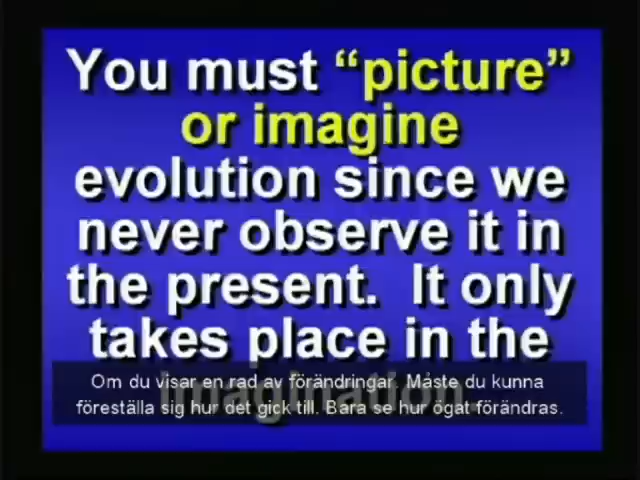 You must “picture”
or imagine
evolution since we
never observe it in
the present. It only
takes place in the
imagination.
Om du visar en rad av förändringar. Måste du kunna
föreställa sig hur det gick till. Bara se hur ögat förändras.